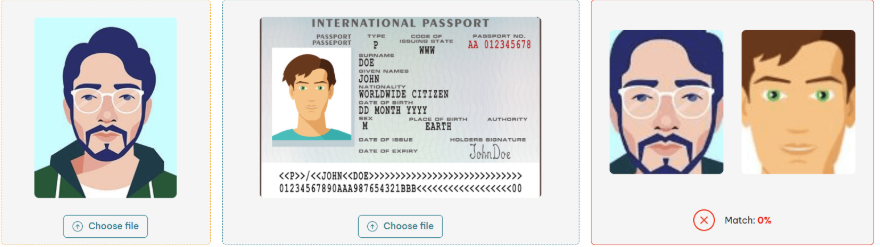 INTERNATIONAL PASSPORT
PASSPORT
PASSEPORT
TYPE
P
CODE OF
ISSUING STATE
WWW
PASSPORT NO.
AA 012345678
SURNAME
DOE
GIVEN NAMES
JOHN
NATIONALITY
WORLDWIDE CITIZEN
DATE OF BIRTH
DD MONTH YYYY
SEX
M
PLACE OF BIRTH
EARTH
AUTHORITY
DATE OF ISSUE
HOLDERS SIGNATURE
DATE OF EXPIRY
JohnDoe
<<P>>/<<JOHN<<DOE>>>>>>>>>>>>>>>>>>>>>>>>>>>>>
01234567890AAA987654321BBB<<<<<<<<<<<<<<<<<<00
Choose file
Choose file
Match: 0%